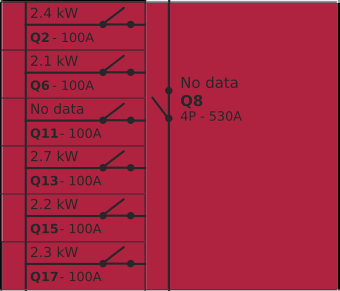 2.4 kW
Q2 - 100A
2.1 kW
Q6 - 100A
No data
Q11 - 100A
2.7 kW
Q13 - 100A
2.2 kW
Q15 - 100A
2.3 kW
Q17 - 100A
No data
Q8
4P - 530A